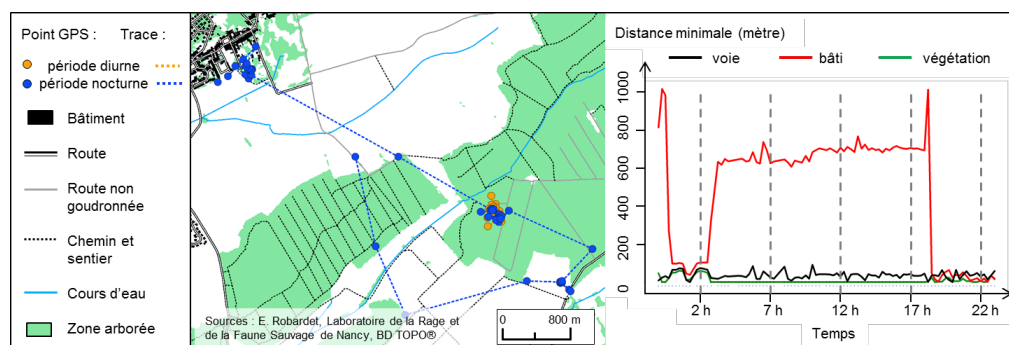 Point GPS :    Trace :
période diurne
période nocturne
Bâtiment
Route
Route non
goudronnée
Chemin et
sentier
Cours d'eau
Zone arborée
Sources : E. Robardet, Laboratoire de la Rage et
de la Faune Sauvage de Nancy, BD TOPO®
0    800 m
Distance minimale (mètre)
voie    bâti    végétation
1000
800
600
400
200
0
2 h    7 h    12 h    17 h    22 h
Temps